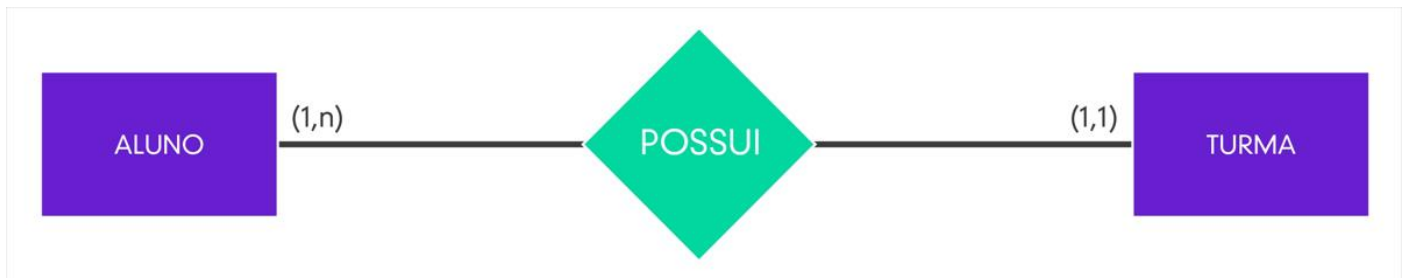 ALUNO
(1,n)
POSSUI
(1,1)
TURMA